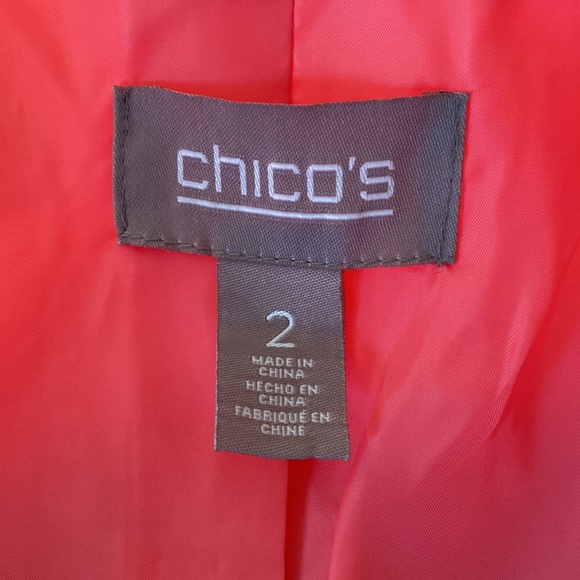 chico's
2
MADE IN
CHINA
HECHO EN
CHINA
FABRIQUÉ EN
CHINE